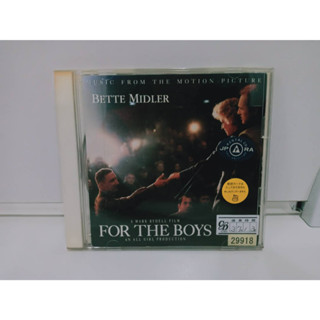 MUSIC FROM THE MOTION PICTURE
BETTE MIDLER
A MARK RYDELL FILM
FOR THE BOYS
AN ALL GIRL PRODUCTION
29918